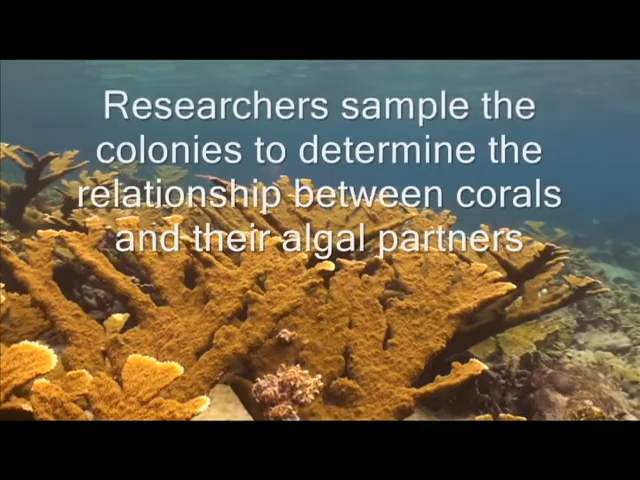 Researchers sample the
colonies to determine the
relationship between corals
and their algal partners